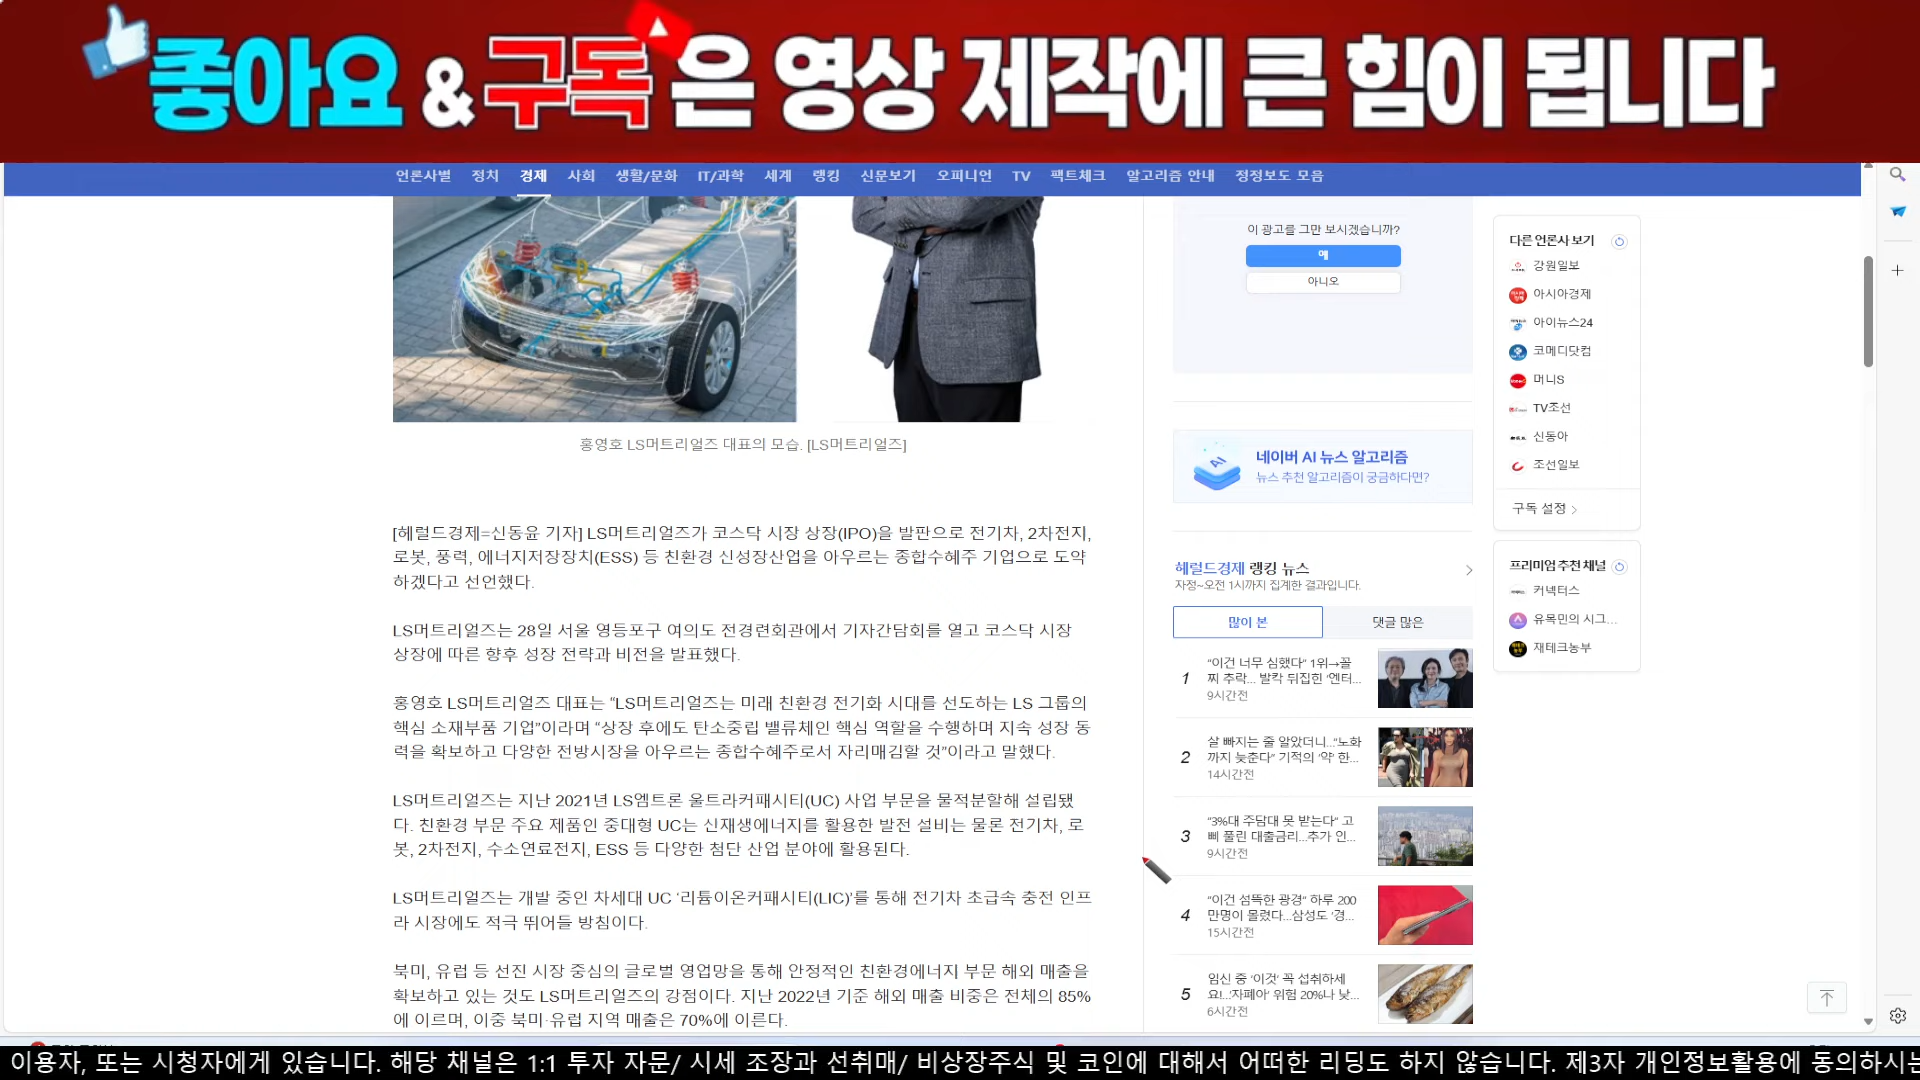 좋아요 & 구독 은 영상 제작에 큰 힘이 됩니다
언론사별 정치 경제 사회 생활/문화 IT/과학 세계 랭킹 신문보기 오피니언 TV 팩트체크 알고리즘 안내 정정보도 모음
홍영호 LS머트리얼즈 대표의 모습. [LS머트리얼즈]
[헤럴드경제=신동윤 기자] LS머트리얼즈가 코스닥 시장 상장(IPO)을 발판으로 전기차, 2차전지,
로봇, 풍력, 에너지저장장치(ESS) 등 친환경 신성장산업을 아우르는 종합수혜주 기업으로 도약
하겠다고 선언했다.
LS머트리얼즈는 28일 서울 영등포구 여의도 전경련회관에서 기자간담회를 열고 코스닥 시장
상장에 따른 향후 성장 전략과 비전을 발표했다.
홍영호 LS머트리얼즈 대표는 “LS머트리얼즈는 미래 친환경 전기화 시대를 선도하는 LS 그룹의
핵심 소재부품 기업”이라며 “상장 후에도 탄소중립 밸류체인 핵심 역할을 수행하며 지속 성장 동
력을 확보하고 다양한 전방시장을 아우르는 종합수혜주로서 자리매김할 것”이라고 말했다.
LS머트리얼즈는 지난 2021년 LS엠트론 울트라커패시티(UC) 사업 부문을 물적분할해 설립됐
다. 친환경 부문 주요 제품인 중대형 UC는 신재생에너지를 활용한 발전 설비는 물론 전기차, 로
봇, 2차전지, 수소연료전지, ESS 등 다양한 첨단 산업 분야에 활용된다.
LS머트리얼즈는 개발 중인 차세대 UC ‘리튬이온커패시티(LIC)’를 통해 전기차 초급속 충전 인프
라 시장에도 적극 뛰어들 방침이다.
북미, 유럽 등 선진 시장 중심의 글로벌 영업망을 통해 안정적인 친환경에너지 부문 해외 매출을
확보하고 있는 것도 LS머트리얼즈의 강점이다. 지난 2022년 기준 해외 매출 비중은 전체의 85%
에 이르며, 이중 북미·유럽 지역 매출은 70%에 이른다.
이 광고를 그만 보시겠습니까?
예
아니오
AI
네이버 AI 뉴스 알고리즘
뉴스 추천 알고리즘이 궁금하다면?
헤럴드경제 랭킹 뉴스
자정~오전 1시까지 집계한 결과입니다.
많이 본
댓글 많은
1
“이건 너무 심했다” 1위→꼴
찌 추락... 발칵 뒤집힌 ‘엔터...
9시간전
2
살 빠지는 줄 알았더니...“노화
까지 늦춘다” 기적의 ‘약’ 한...
14시간전
3
“3%대 주담대 못 받는다” 고
삐 풀린 대출금리...추가 인...
9시간전
4
“이건 섬뜩한 광경” 하루 200
만명이 몰렸다...삼성도 ‘경...
15시간전
5
임신 중 ‘이것’ 꼭 섭취하세
요!...‘자폐아’ 위험 20%나 낮...
6시간전
다른 언론사 보기
강원일보
아시아경제
아이뉴스24
코메디닷컴
머니S
TV조선
신동아
조선일보
구독 설정
프리미엄 추천 채널
커넥터스
유목민의 시그...
재테크농부
이용자, 또는 시청자에게 있습니다. 해당 채널은 1:1 투자 자문/ 시세 조장과 선취매/ 비상장주식 및 코인에 대해서 어떠한 리딩도 하지 않습니다. 제3자 개인정보활용에 동의하시는